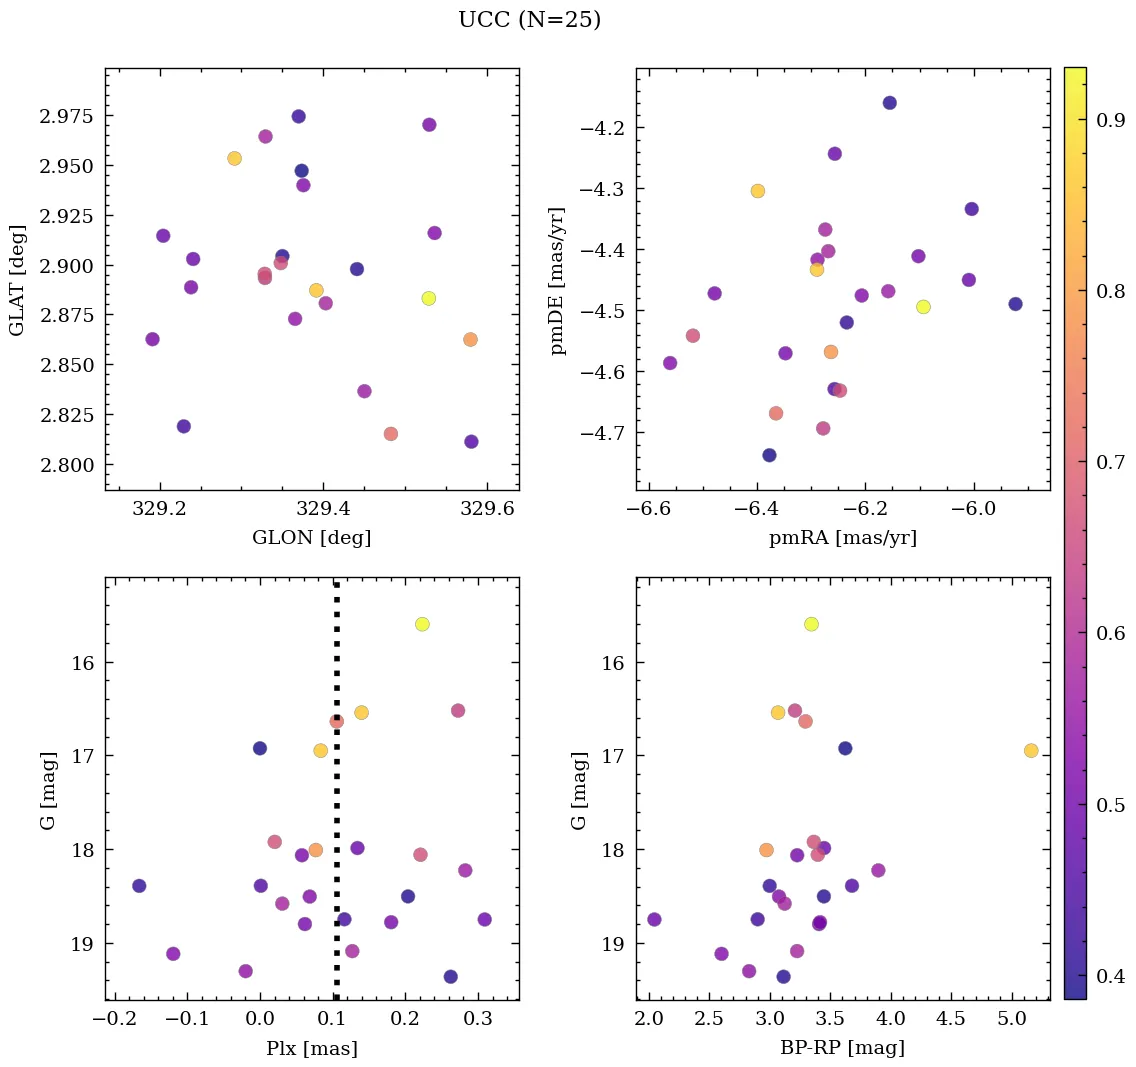 UCC (N=25)
2.975
2.950
2.925
2.900
2.875
2.850
2.825
2.800
GLAT [deg]
329.2 329.4 329.6
GLON [deg]
−4.2
−4.3
−4.4
−4.5
−4.6
−4.7
pmDE [mas/yr]
−6.6 −6.4 −6.2 −6.0
pmRA [mas/yr]
16
17
18
19
G [mag]
−0.2 −0.1 0.0 0.1 0.2 0.3
Plx [mas]
16
17
18
19
G [mag]
2.0 2.5 3.0 3.5 4.0 4.5 5.0
BP-RP [mag]
0.9
0.8
0.7
0.6
0.5
0.4